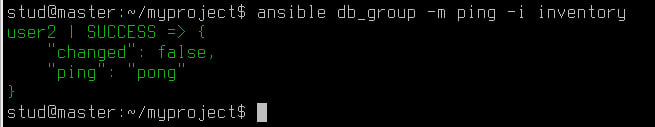 stud@master:~/myproject$ ansible db_group -m ping -i inventory
user2 | SUCCESS => {
    "changed": false,
    "ping": "pong"
}
stud@master:~/myproject$